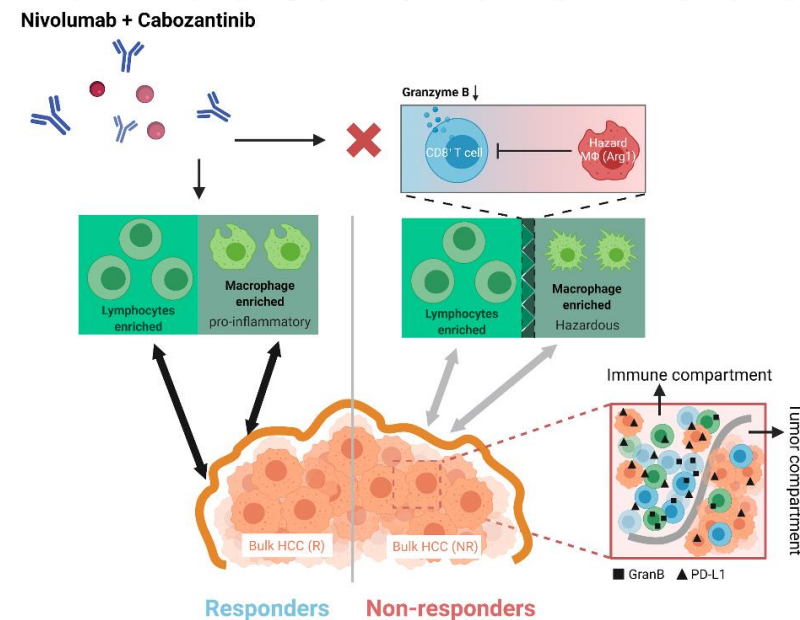 Nivolumab + Cabozantinib
Granzyme B↓
CD8⁺ T cell
Hazard
MΦ (Arg1)
Lymphocytes
enriched
Macrophage
enriched
pro-inflammatory
Lymphocytes
enriched
Macrophage
enriched
Hazardous
Immune compartment
Tumor compartment
Bulk HCC (R)
Bulk HCC (NR)
■ GranB ▲ PD-L1
Responders
Non-responders